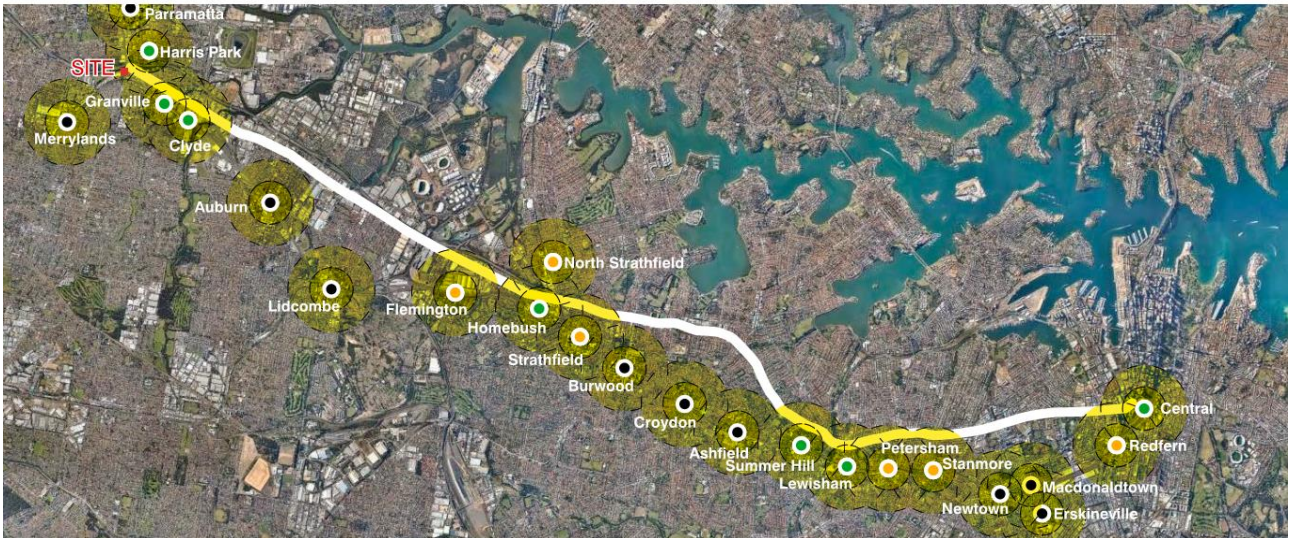 Parramatta
Harris Park
SITE
Granville
Merrylands
Clyde
Auburn
North Strathfield
Lidcombe
Flemington
Homebush
Strathfield
Burwood
Croydon
Central
Ashfield
Redfern
Petersham
Summer Hill
Stanmore
Lewisham
Macdonaldtown
Newtown
Erskineville